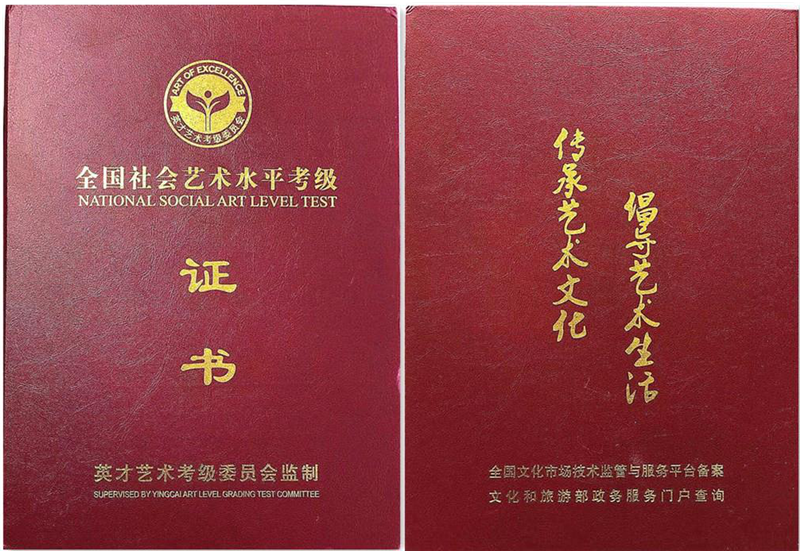 ART OF EXCELLENCE
英才艺术考级委员会
全国社会艺术水平考级
NATIONAL SOCIAL ART LEVEL TEST
证
书
英才艺术考级委员会监制
SUPERVISED BY YINGCAI ART LEVEL GRADING TEST COMMITTEE
传承艺术文化
倡导艺术生活
全国文化市场技术监管与服务平台备案
文化和旅游部政务服务门户查询